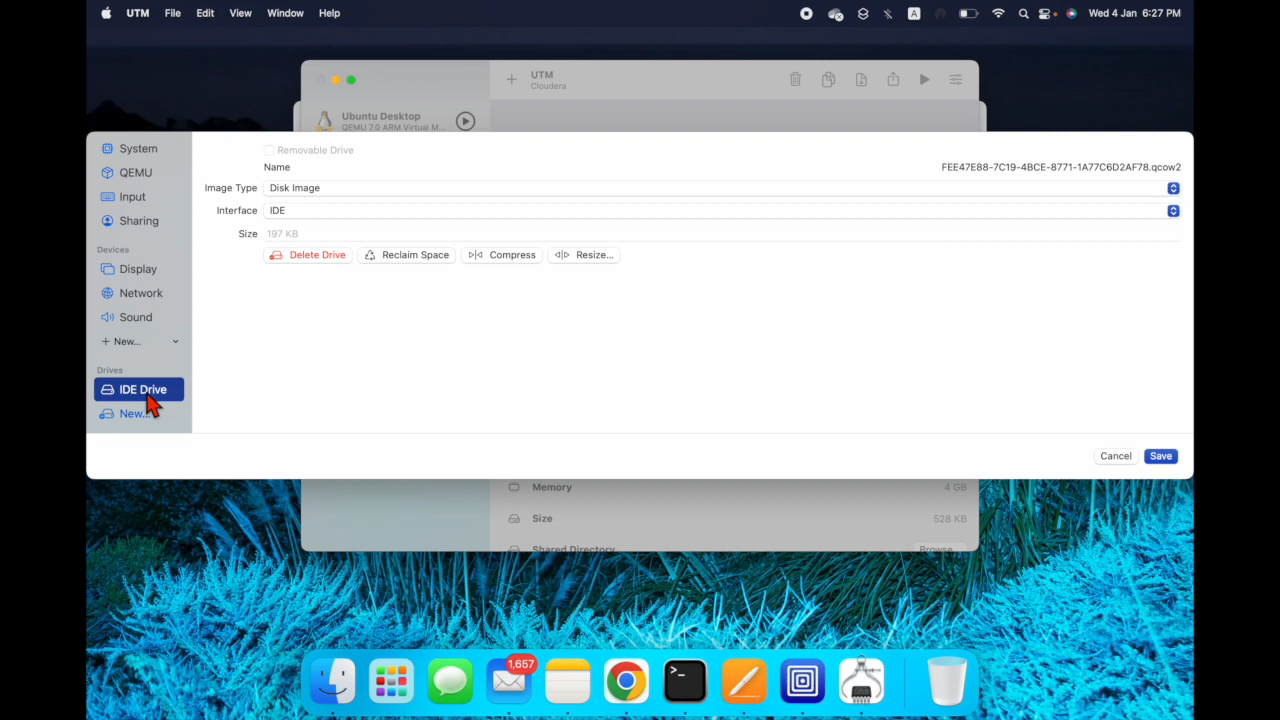 UTM File Edit View Window Help
A
Wed 4 Jan 6:27 PM
UTM
Cloudera
Ubuntu Desktop
QEMU 7.0 ARM Virtual M...
System
QEMU
Input
Sharing
Devices
Display
Network
Sound
+ New...
Drives
IDE Drive
New...
Removable Drive
Name FEE47E88-7C19-4BCE-8771-1A77C6D2AF78.qcow2
Image Type Disk Image
Interface IDE
Size 197 KB
Delete Drive Reclaim Space Compress Resize...
Cancel Save
Memory 4 GB
Size 528 KB
Shared Directory Browse...
1,657
>_